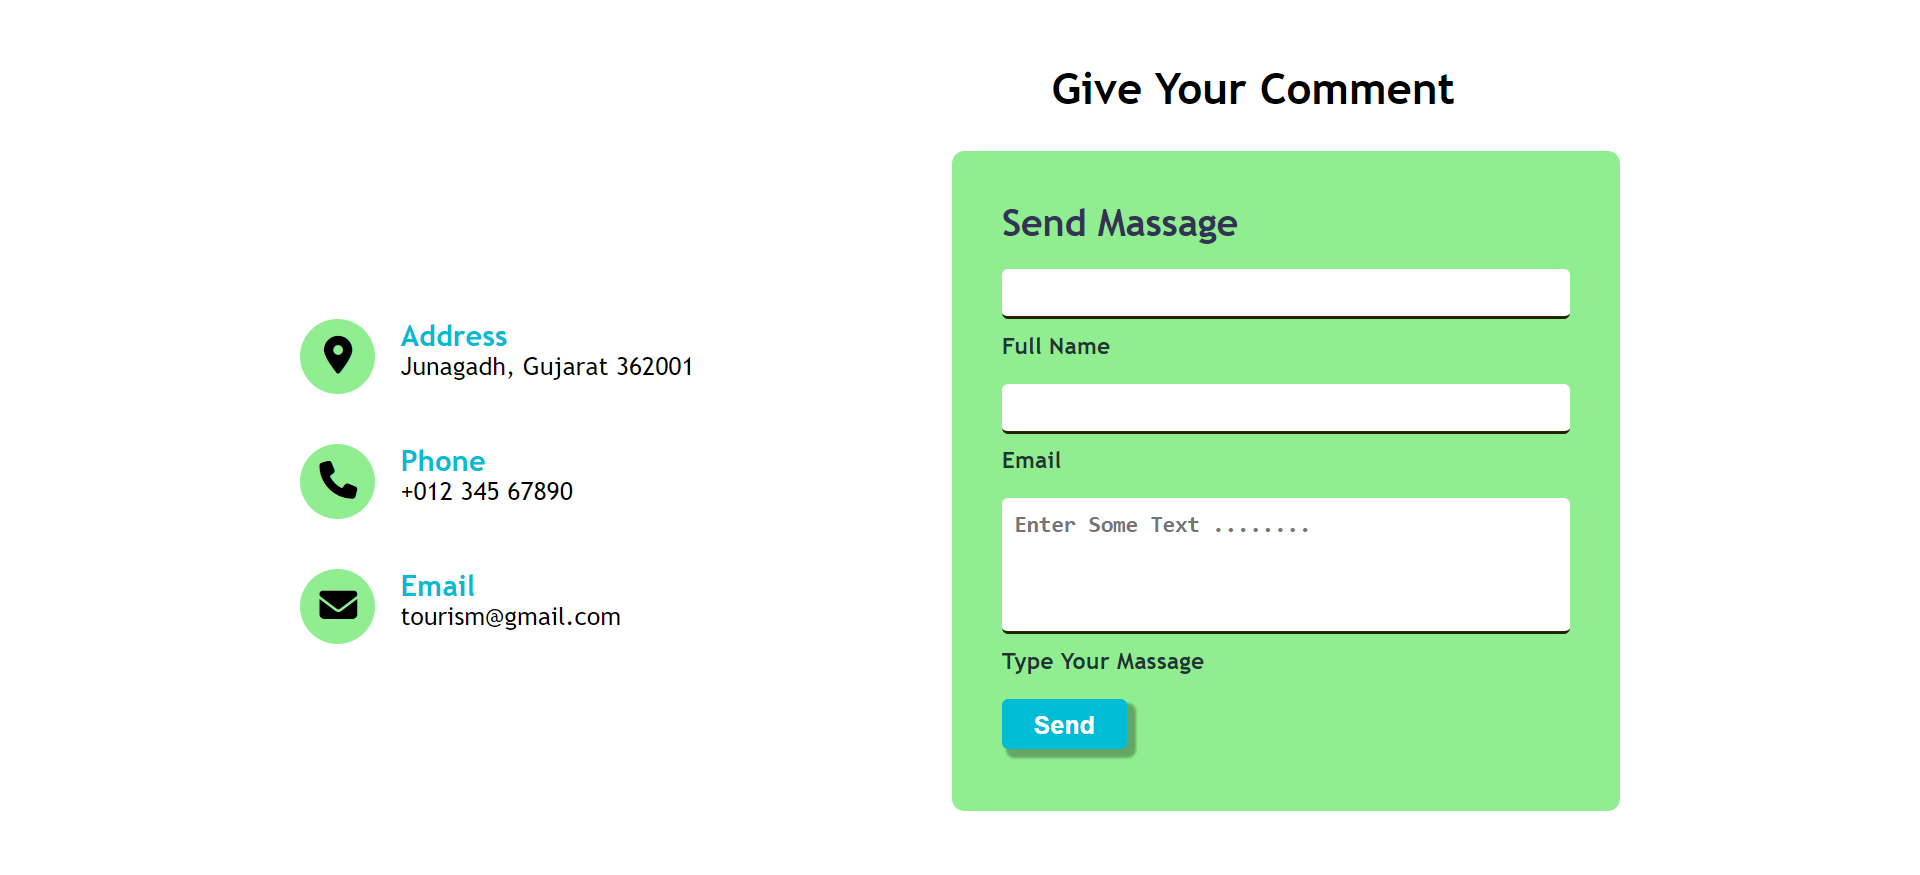 Give Your Comment
Address
Junagadh, Gujarat 362001
Phone
+012 345 67890
Email
tourism@gmail.com
Send Massage
Full Name
Email
Enter Some Text ........
Type Your Massage
Send